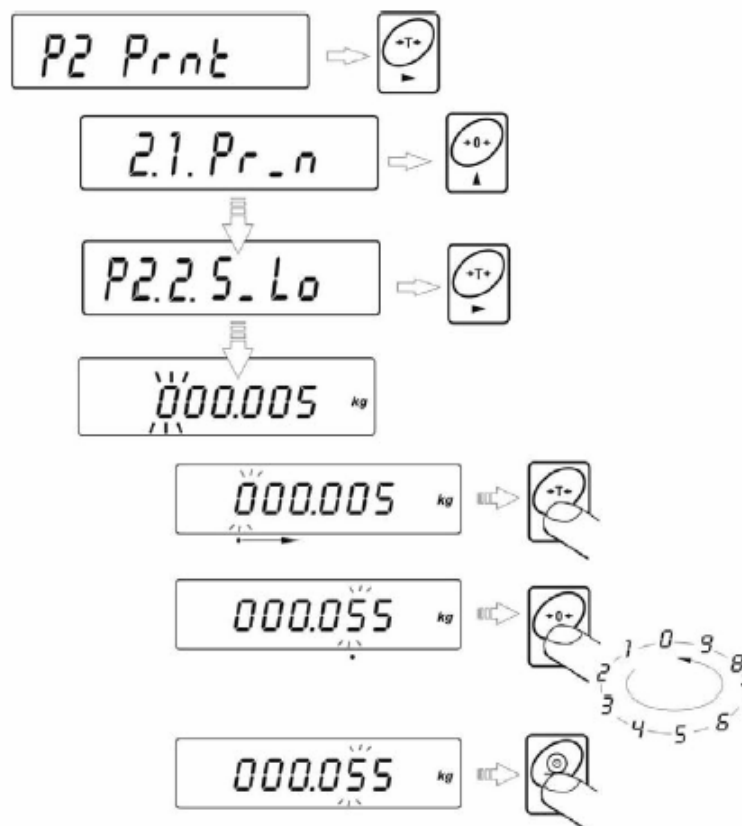 P2 Prnt →T←
2.1. Pr_n →0←
P2.2. S_Lo →T←
000.005 kg
000.005 kg →T←
000.055 kg →0←
1 0 9 8
2
3 4 5 6
000.055 kg